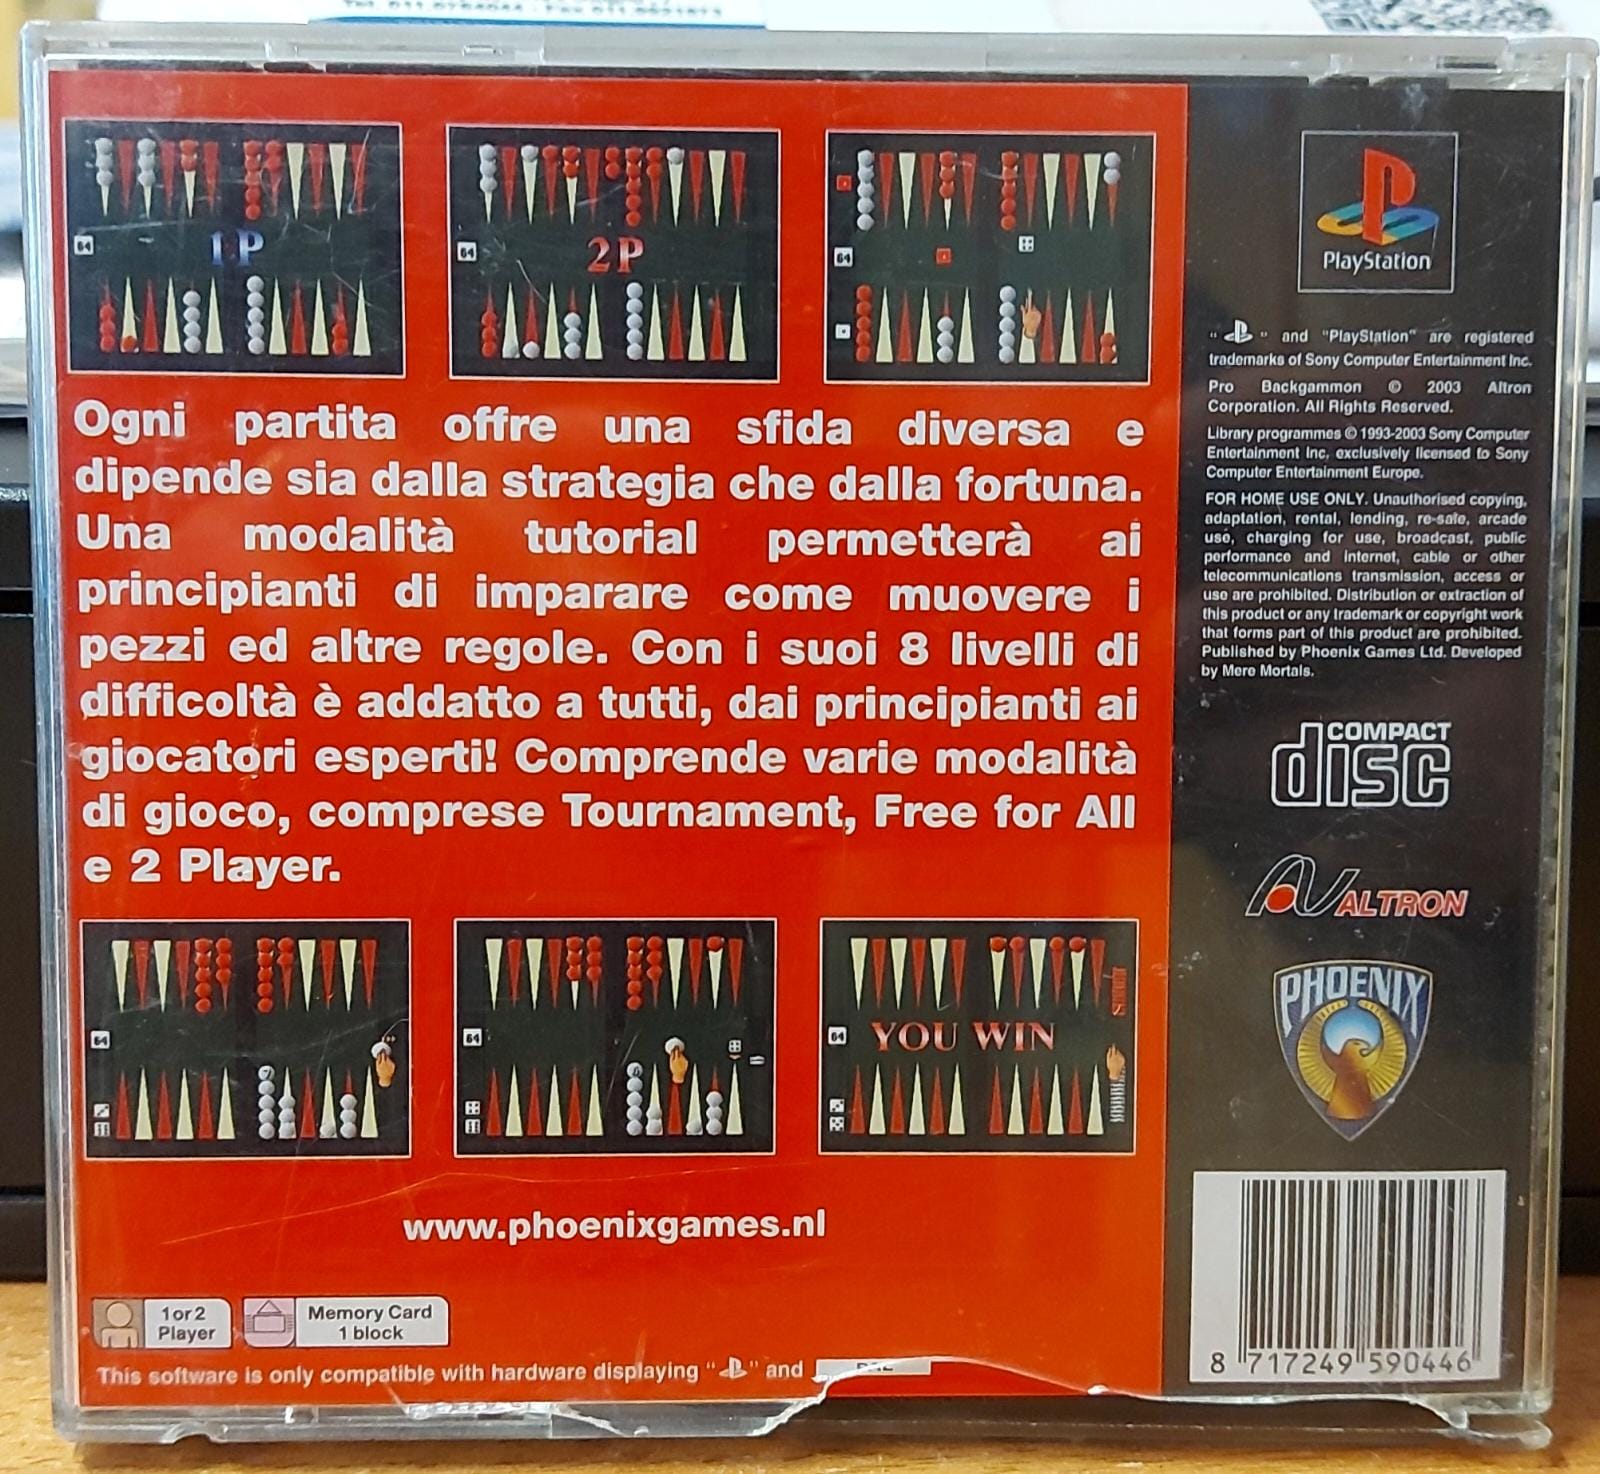 1P
2P
64
64
64
Ogni partita offre una sfida diversa e
dipende sia dalla strategia che dalla fortuna.
Una modalità tutorial permetterà ai
principianti di imparare come muovere i
pezzi ed altre regole. Con i suoi 8 livelli di
difficoltà è addatto a tutti, dai principianti ai
giocatori esperti! Comprende varie modalità
di gioco, comprese Tournament, Free for All
e 2 Player.
64
64
64
YOU WIN
www.phoenixgames.nl
1 or 2
Player
Memory Card
1 block
This software is only compatible with hardware displaying " " and
PlayStation
" " and "PlayStation" are registered
trademarks of Sony Computer Entertainment Inc.
Pro Backgammon © 2003 Altron
Corporation. All Rights Reserved.
Library programmes © 1993-2003 Sony Computer
Entertainment Inc, exclusively licensed to Sony
Computer Entertainment Europe.
FOR HOME USE ONLY. Unauthorised copying,
adaptation, rental, lending, re-sale, arcade
use, charging for use, broadcast, public
performance and internet, cable or other
telecommunications transmission, access or
use are prohibited. Distribution or extraction of
this product or any trademark or copyright work
that forms part of this product are prohibited.
Published by Phoenix Games Ltd. Developed
by Mere Mortals.
COMPACT
disc
ALTRON
PHOENIX
8 717249 590446